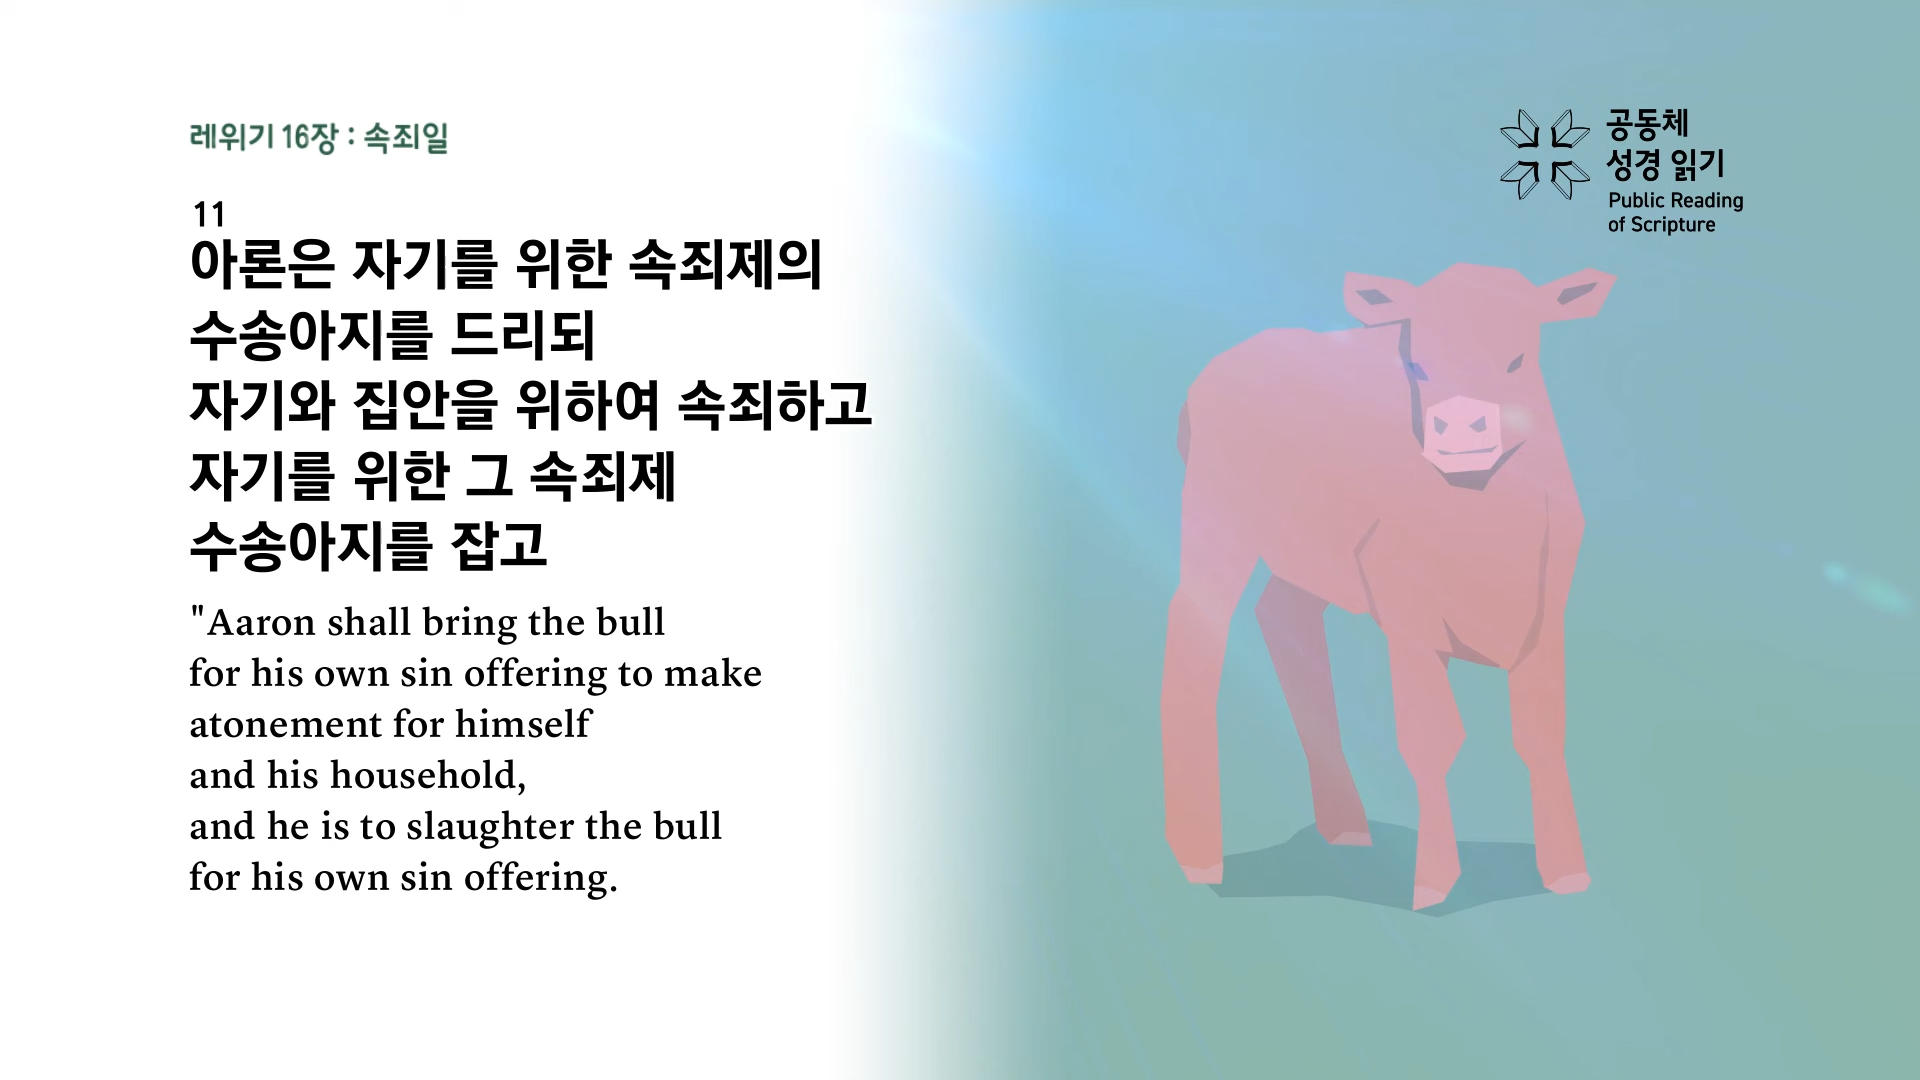 레위기 16장 : 속죄일
11
아론은 자기를 위한 속죄제의
수송아지를 드리되
자기와 집안을 위하여 속죄하고
자기를 위한 그 속죄제
수송아지를 잡고
"Aaron shall bring the bull
for his own sin offering to make
atonement for himself
and his household,
and he is to slaughter the bull
for his own sin offering.
공동체
성경 읽기
Public Reading
of Scripture